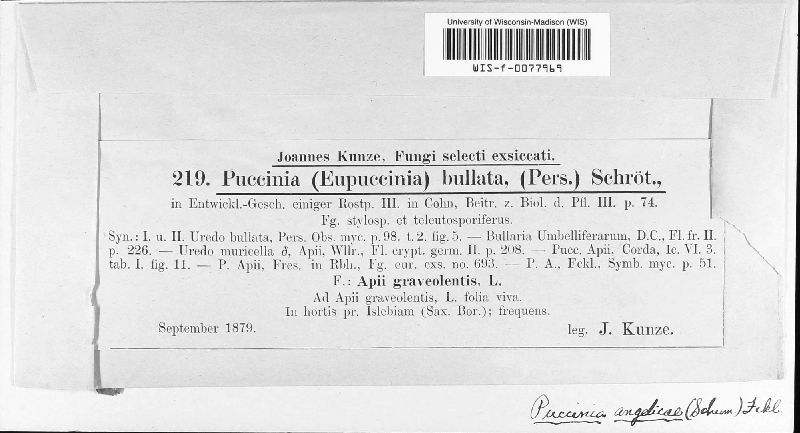 University of Wisconsin-Madison (WIS)
WIS-f-0077969
Joannes Kunze, Fungi selecti exsiccati.
219. Puccinia (Eupuccinia) bullata, (Pers.) Schröt.,
in Entwickl.-Gesch. einiger Rostp. III. in Cohn, Beitr. z. Biol. d. Pfl. III. p. 74.
Fg. stylosp. et teleutosporiferus.
Syn.: I. u. II. Uredo bullata, Pers. Obs. myc. p. 98. t. 2. fig. 5. — Bullaria Umbelliferarum, D.C., Fl. fr. II.
p. 226. — Uredo muricella δ, Apii, Wllr., Fl. crypt. germ. II. p. 208. — Pucc. Apii, Corda, Ic. VI. 3.
tab. I. fig. 11. — P. Apii, Fres. in Rbh., Fg. eur. exs. no. 693. — P. A., Fckl., Symb. myc. p. 51.
F.: Apii graveolentis, L.
Ad Apii graveolentis, L. folia viva.
In hortis pr. Islebiam (Sax. Bor.); frequens.
September 1879. leg. J. Kunze.
Puccinia angelicae (Schum) Fckl.